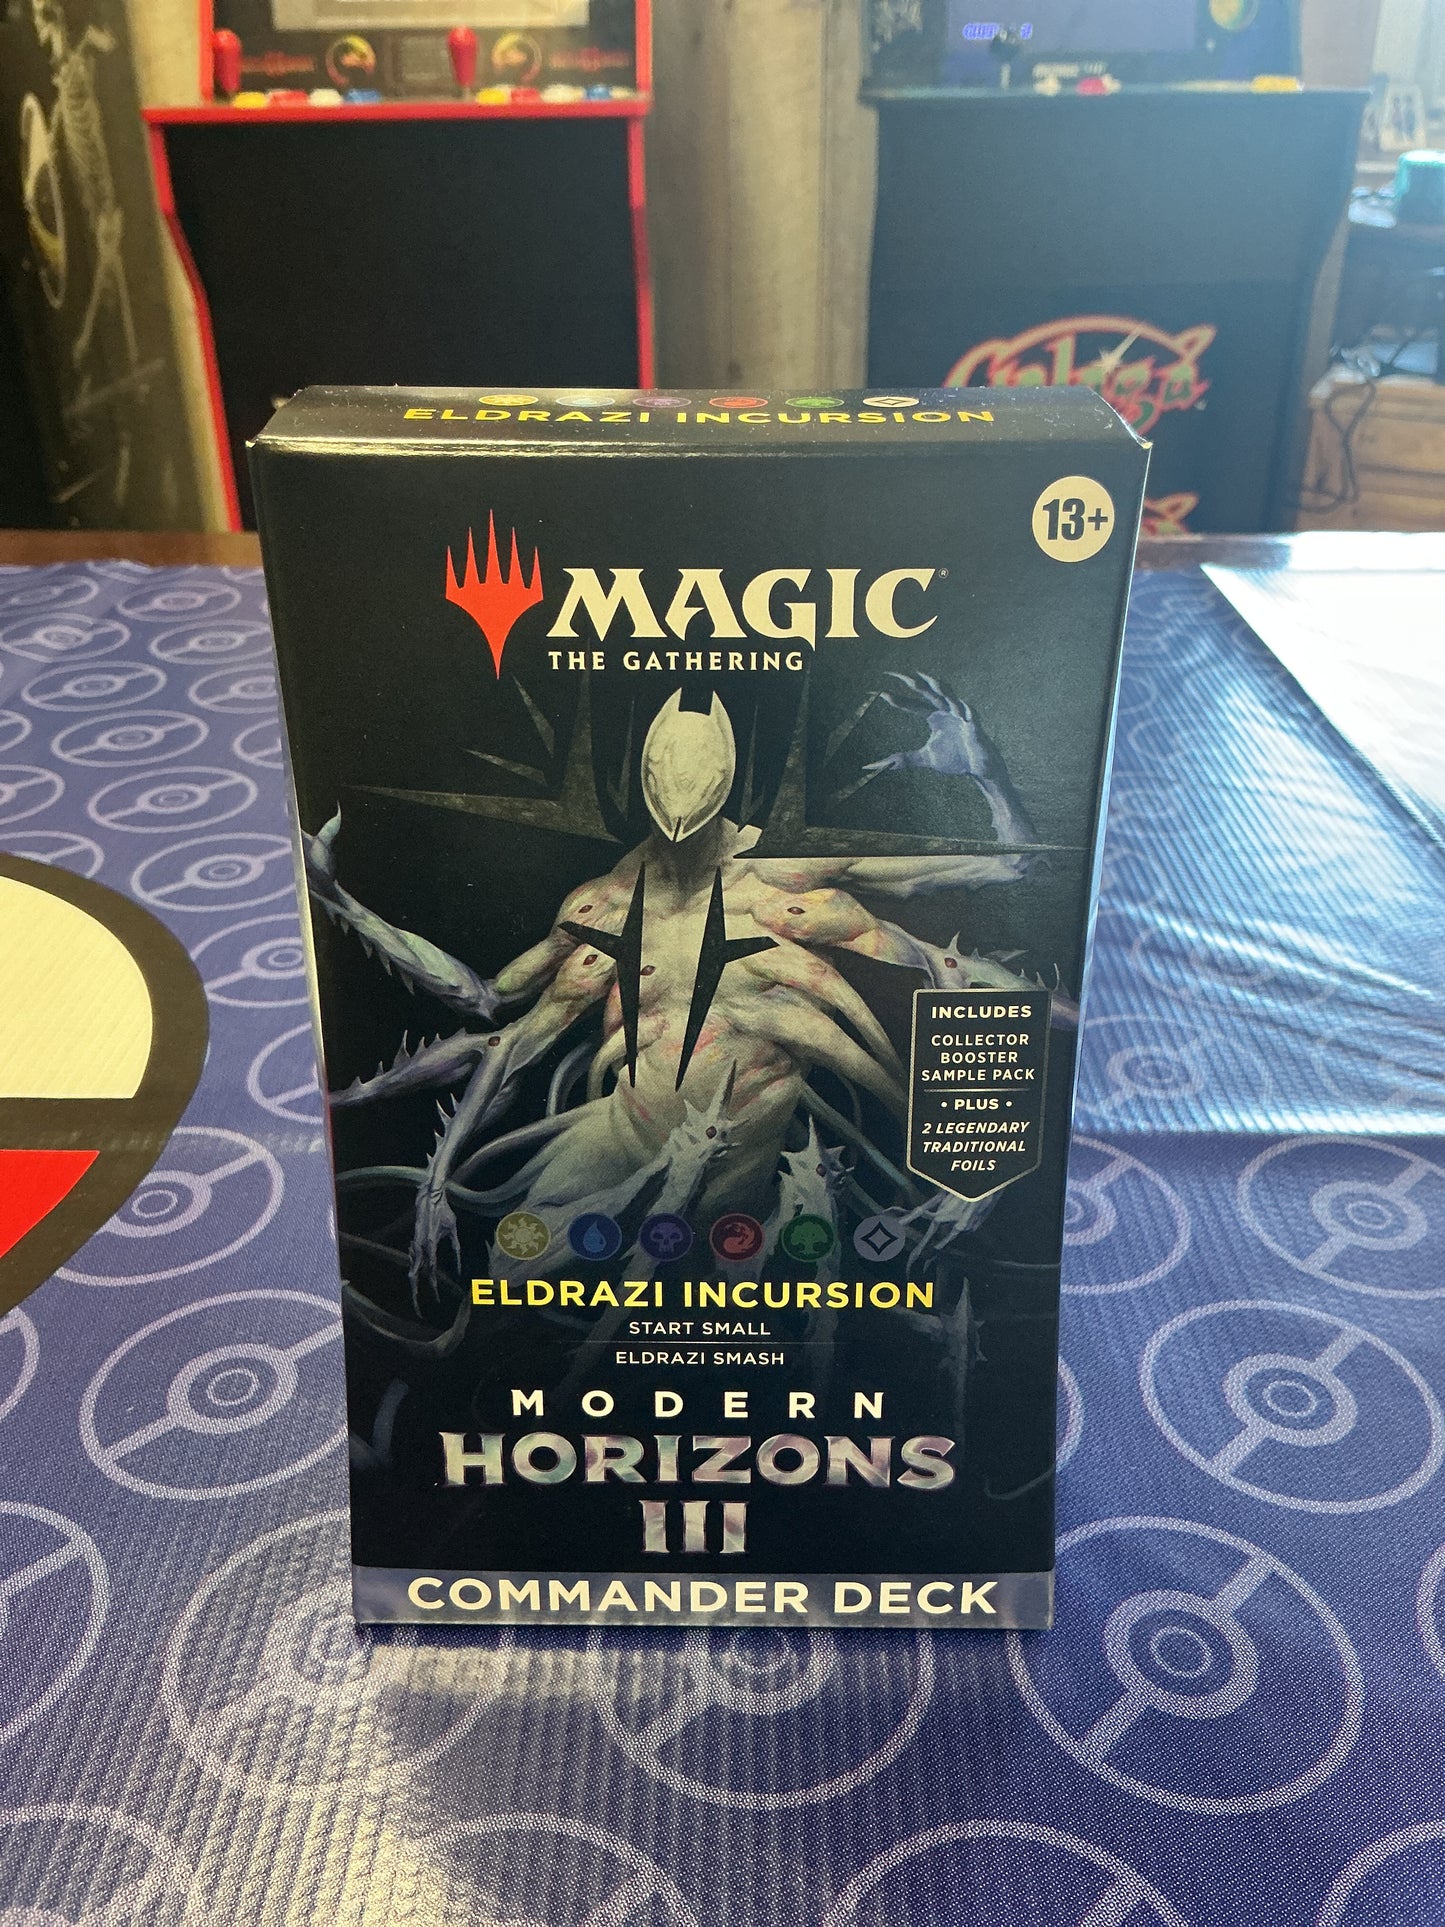 Galaga
ELDRAZI INCURSION
13+
MAGIC®
THE GATHERING
INCLUDES
COLLECTOR
BOOSTER
SAMPLE PACK
• PLUS •
2 LEGENDARY
TRADITIONAL
FOILS
ELDRAZI INCURSION
START SMALL
ELDRAZI SMASH
MODERN
HORIZONS
III
COMMANDER DECK